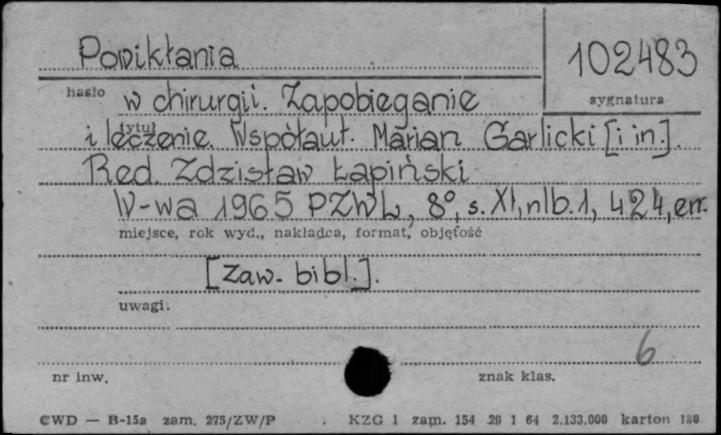 Powikłania 102483
hasło sygnatura
w chirurgii. Zapobieganie
tytuł
i leczenie. Współaut. Marian Garlicki [i in.].
Red. Zdzisław Łapiński
W-wa 1965 PZWL, 8°, s. XI, nlb. 1, 424, err.
miejsce, rok wyd., nakładca, format, objętość
[Zaw. bibl.].
uwagi:
6
nr inw. znak klas.
CWD — B-15a zam. 275/ZW/P . KZG 1 zam. 154 29 1 64 2.133.000 karton 180